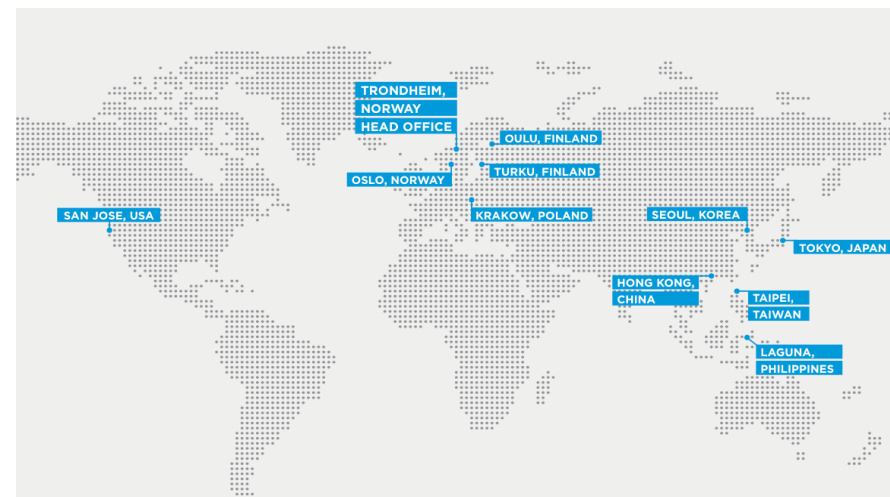 TRONDHEIM,
NORWAY
HEAD OFFICE
OULU, FINLAND
OSLO, NORWAY
TURKU, FINLAND
SAN JOSE, USA
KRAKOW, POLAND
SEOUL, KOREA
TOKYO, JAPAN
HONG KONG,
CHINA
TAIPEI,
TAIWAN
LAGUNA,
PHILIPPINES